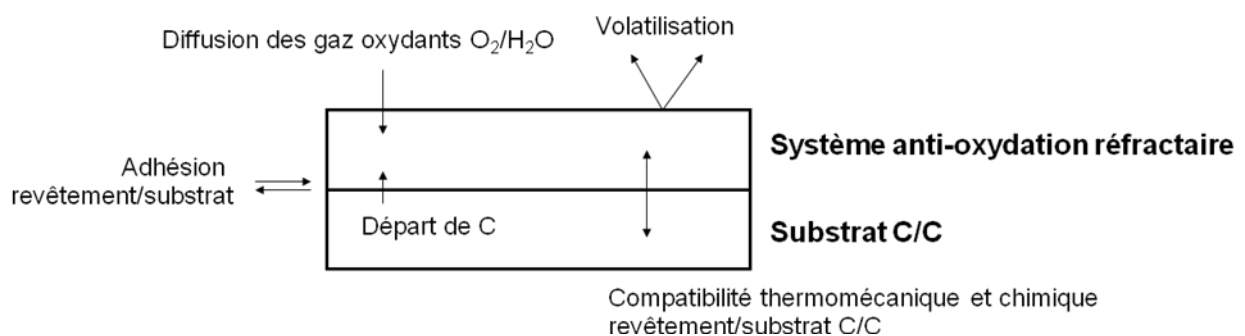 Diffusion des gaz oxydants O₂/H₂O
Volatilisation
Système anti-oxydation réfractaire
Adhésion
revêtement/substrat
Départ de C
Substrat C/C
Compatibilité thermomécanique et chimique
revêtement/substrat C/C